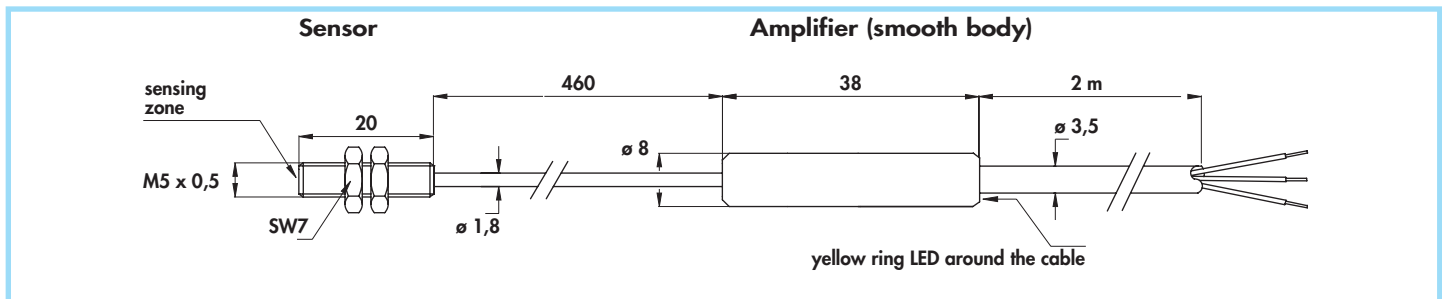 Sensor
Amplifier (smooth body)
sensing
zone
460
38
2 m
20
ø 3,5
ø 8
M5 x 0,5
SW7
ø 1,8
yellow ring LED around the cable